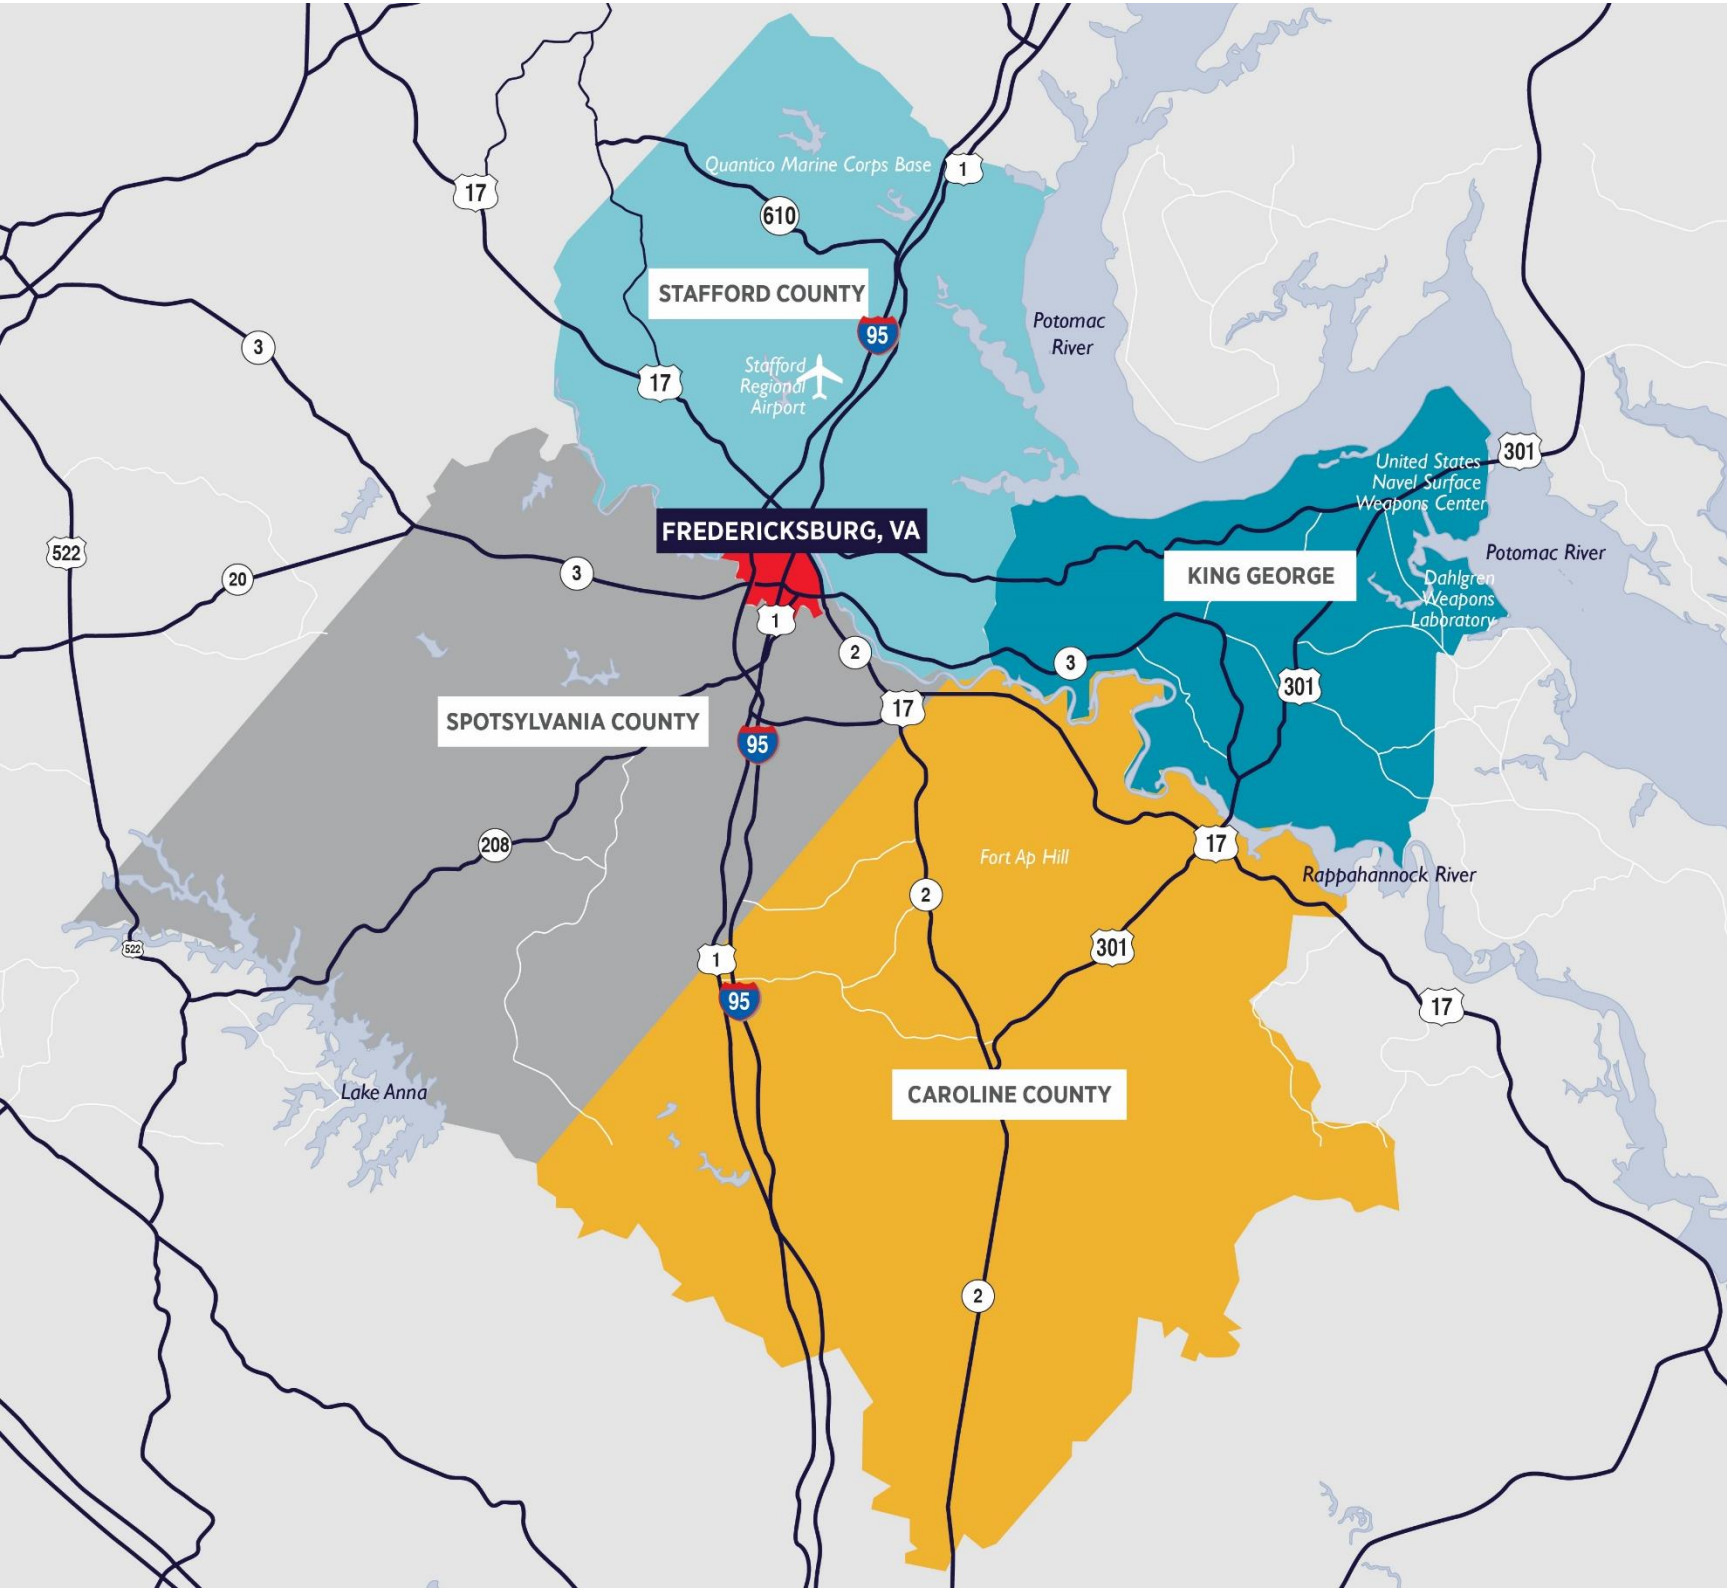 1
Quantico Marine Corps Base
17
610
STAFFORD COUNTY
Potomac
River
95
3
Stafford
Regional
Airport
17
301
United States
Navel Surface
Weapons Center
FREDERICKSBURG, VA
522
Potomac River
20
3
KING GEORGE
Dahlgren
Weapons
Laboratory
1
2
3
301
17
SPOTSYLVANIA COUNTY
95
208
17
Fort Ap Hill
Rappahannock River
2
522
1
301
95
17
Lake Anna
CAROLINE COUNTY
2